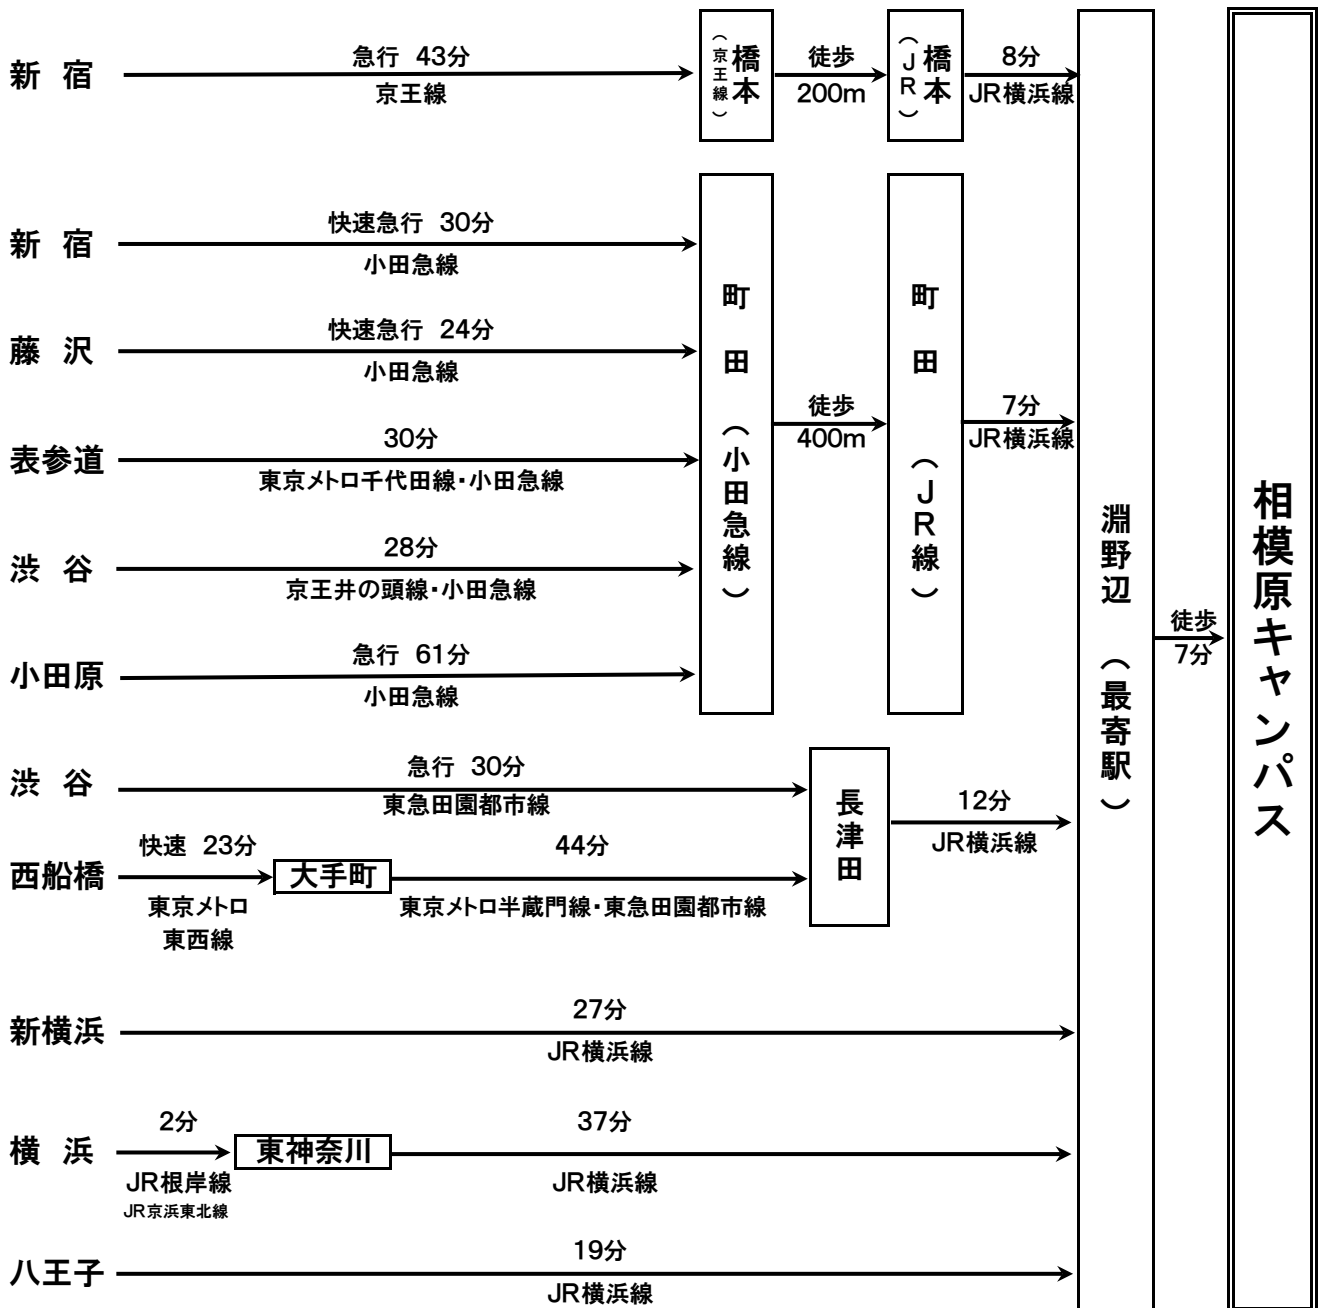 新宿
急行 43分
京王線
橋本
（京王線）
徒歩
200m
橋本
（JR）
8分
JR横浜線
新宿
快速急行 30分
小田急線
藤沢
快速急行 24分
小田急線
表参道
30分
東京メトロ千代田線・小田急線
渋谷
28分
京王井の頭線・小田急線
小田原
急行 61分
小田急線
町田（小田急線）
徒歩
400m
町田（JR線）
7分
JR横浜線
渋谷
急行 30分
東急田園都市線
西船橋
快速 23分
東京メトロ
東西線
大手町
44分
東京メトロ半蔵門線・東急田園都市線
長津田
12分
JR横浜線
新横浜
27分
JR横浜線
横浜
2分
JR根岸線
JR京浜東北線
東神奈川
37分
JR横浜線
八王子
19分
JR横浜線
淵野辺（最寄駅）
徒歩
7分
相模原キャンパス